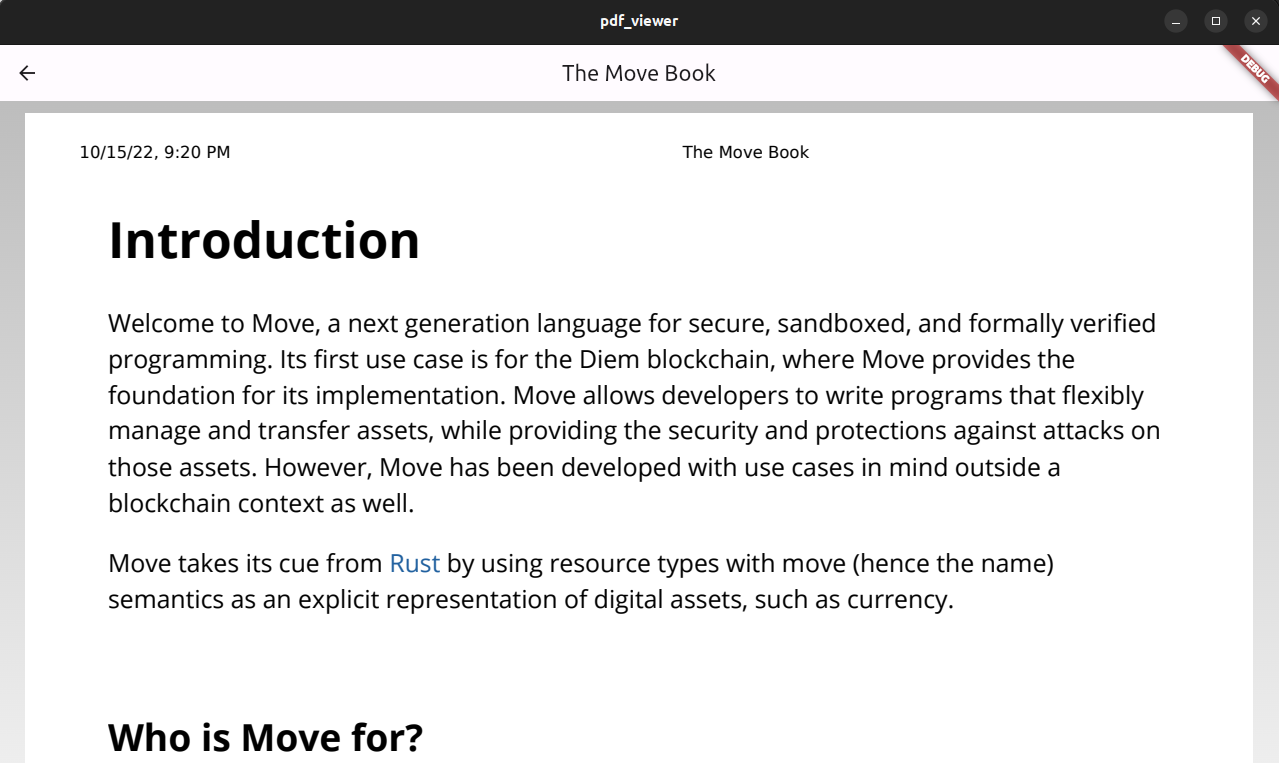 pdf_viewer
The Move Book
DEBUG
10/15/22, 9:20 PM
The Move Book
Introduction
Welcome to Move, a next generation language for secure, sandboxed, and formally verified
programming. Its first use case is for the Diem blockchain, where Move provides the
foundation for its implementation. Move allows developers to write programs that flexibly
manage and transfer assets, while providing the security and protections against attacks on
those assets. However, Move has been developed with use cases in mind outside a
blockchain context as well.
Move takes its cue from Rust by using resource types with move (hence the name)
semantics as an explicit representation of digital assets, such as currency.
Who is Move for?